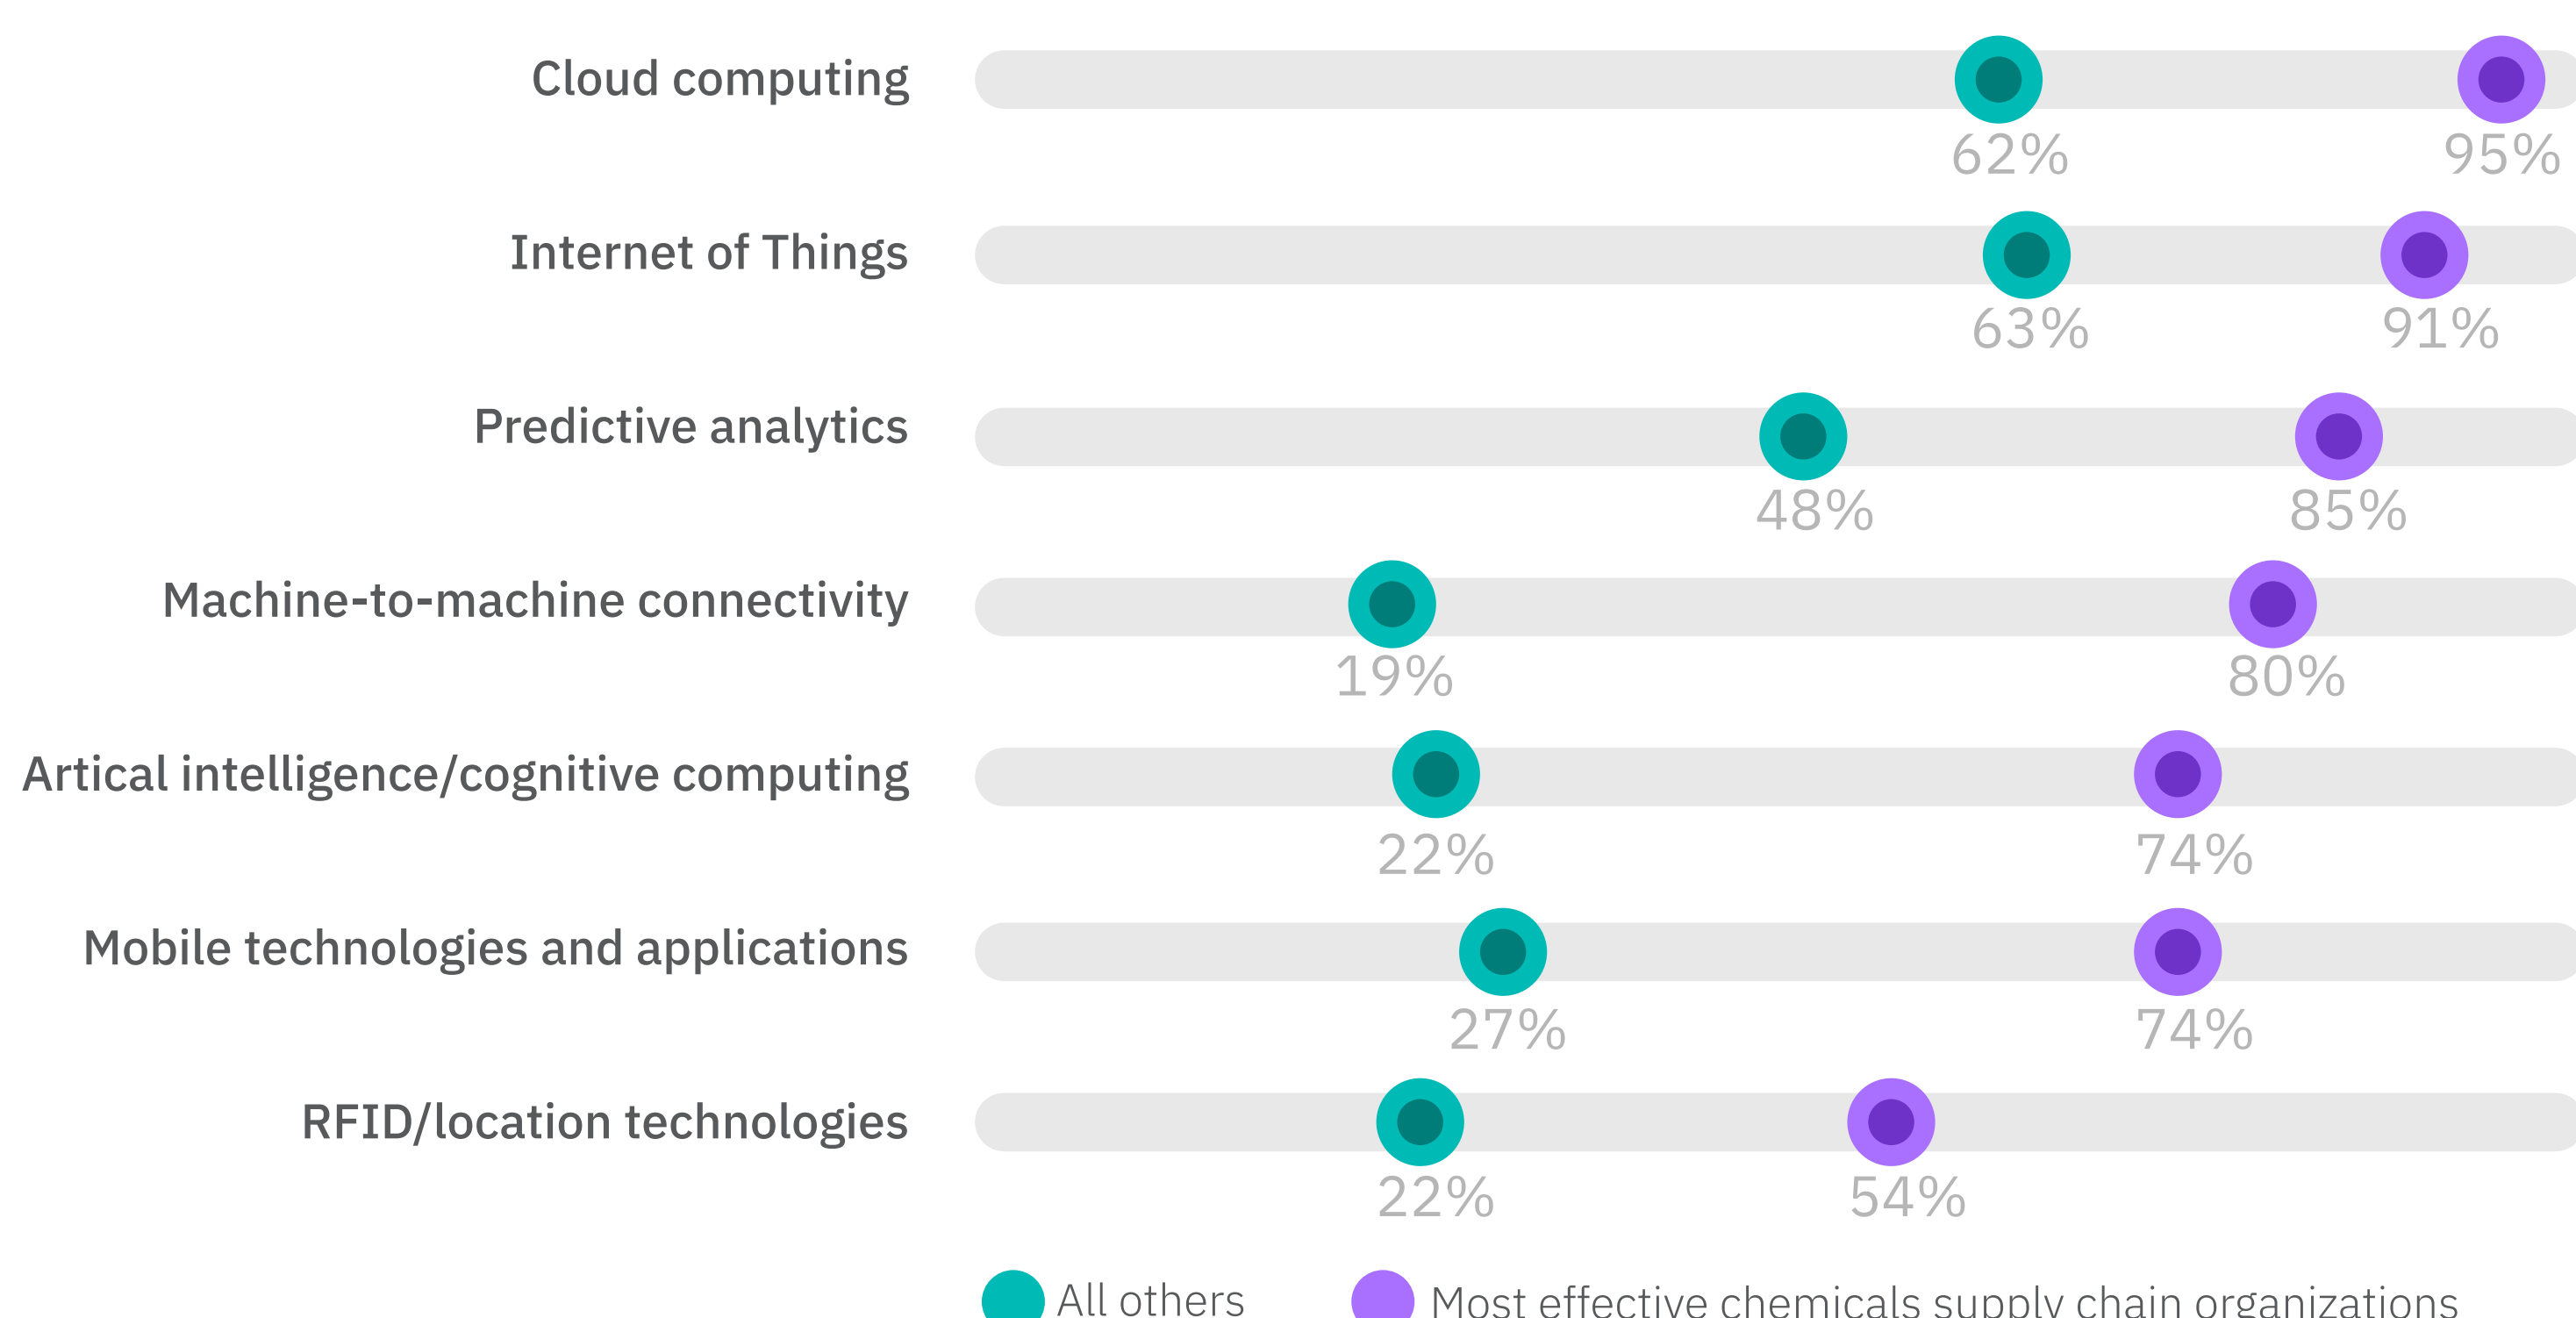 Cloud computing
62% 95%
Internet of Things
63% 91%
Predictive analytics
48% 85%
Machine-to-machine connectivity
19% 80%
Artical intelligence/cognitive computing
22% 74%
Mobile technologies and applications
27% 74%
RFID/location technologies
22% 54%
All others Most effective chemicals supply chain organizations